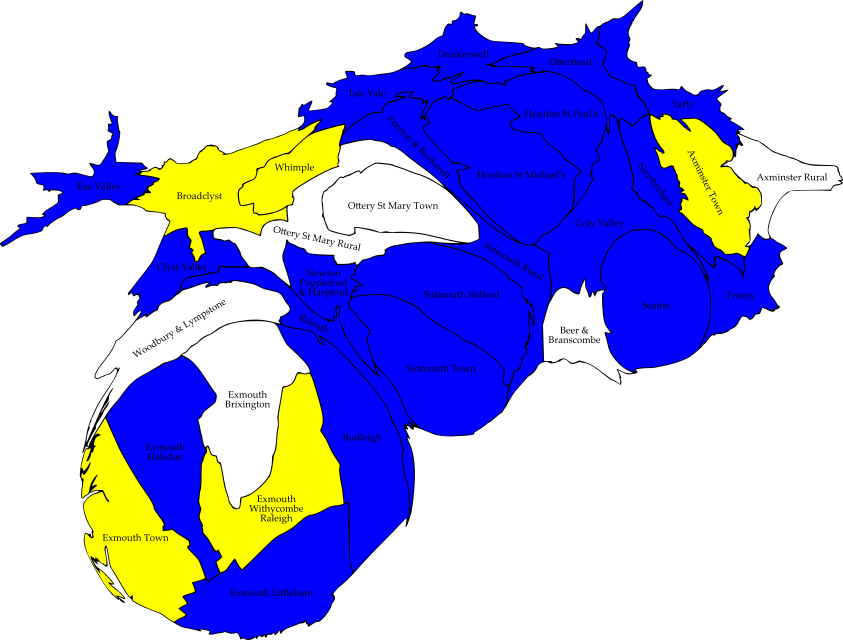 Dunkeswell
Otterhead
Tale Vale
Yarty
Honiton St Paul's
Feniton & Buckerell
Whimple
Axminster Town
Axminster Rural
Exe Valley
Broadclyst
Honiton St Michael's
Newbridges
Ottery St Mary Town
Coly Valley
Ottery St Mary Rural
Sidmouth Rural
Clyst Valley
Newton
Poppleford
& Harpford
Sidmouth Sidford
Seaton
Trinity
Woodbury & Lympstone
Raleigh
Beer &
Branscombe
Sidmouth Town
Exmouth
Brixington
Budleigh
Exmouth
Halsdon
Exmouth
Withycombe
Raleigh
Exmouth Town
Exmouth Littleham